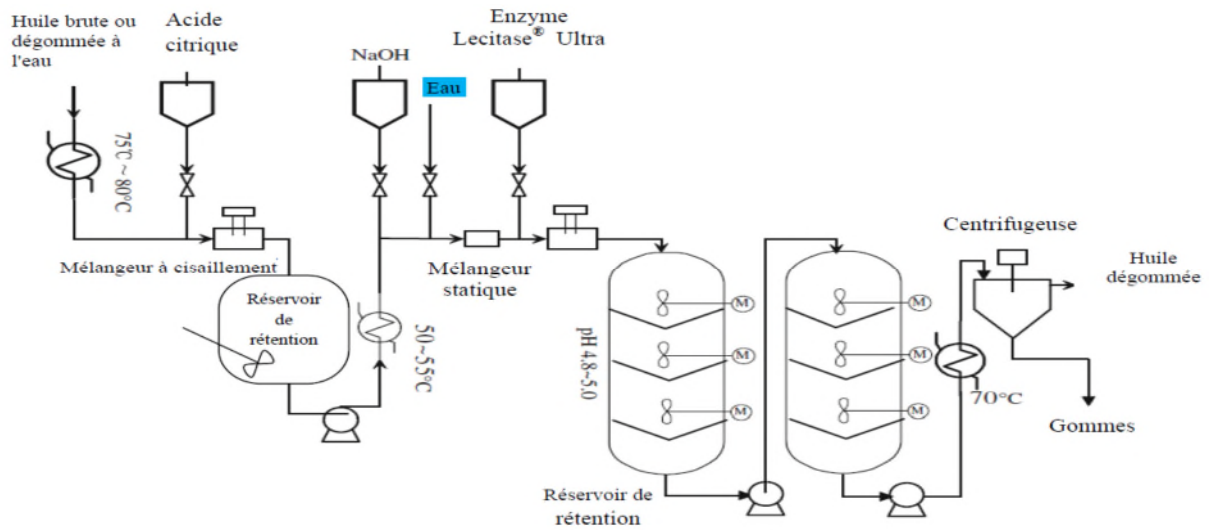 Huile brute ou
dégommée à
l'eau
Acide
citrique
NaOH
Eau
Enzyme
Lecitase® Ultra
75℃ ~ 80°C
Mélangeur à cisaillement
Réservoir
de
rétention
50~55°C
Mélangeur
statique
pH 4.8~5.0
M
M
M
M
M
M
Réservoir de
rétention
70°C
Centrifugeuse
Huile
dégommée
Gommes